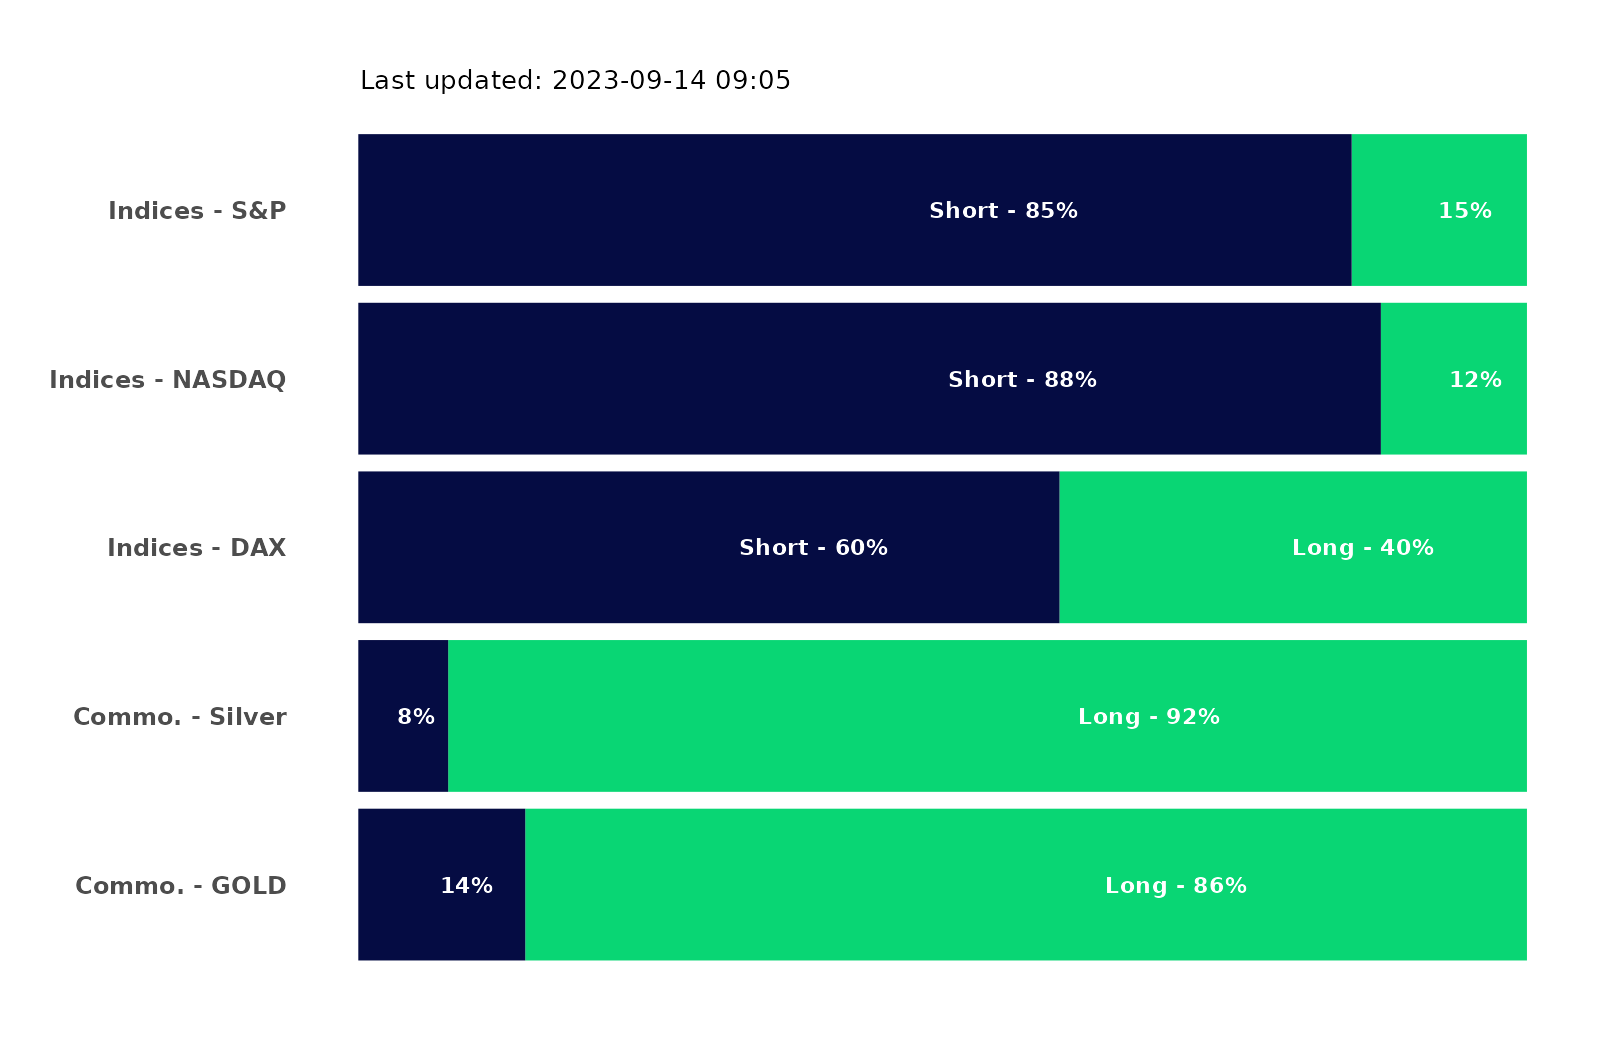 Last updated: 2023-09-14 09:05
Indices - S&P Short - 85% 15%
Indices - NASDAQ Short - 88% 12%
Indices - DAX Short - 60% Long - 40%
Commo. - Silver 8% Long - 92%
Commo. - GOLD 14% Long - 86%